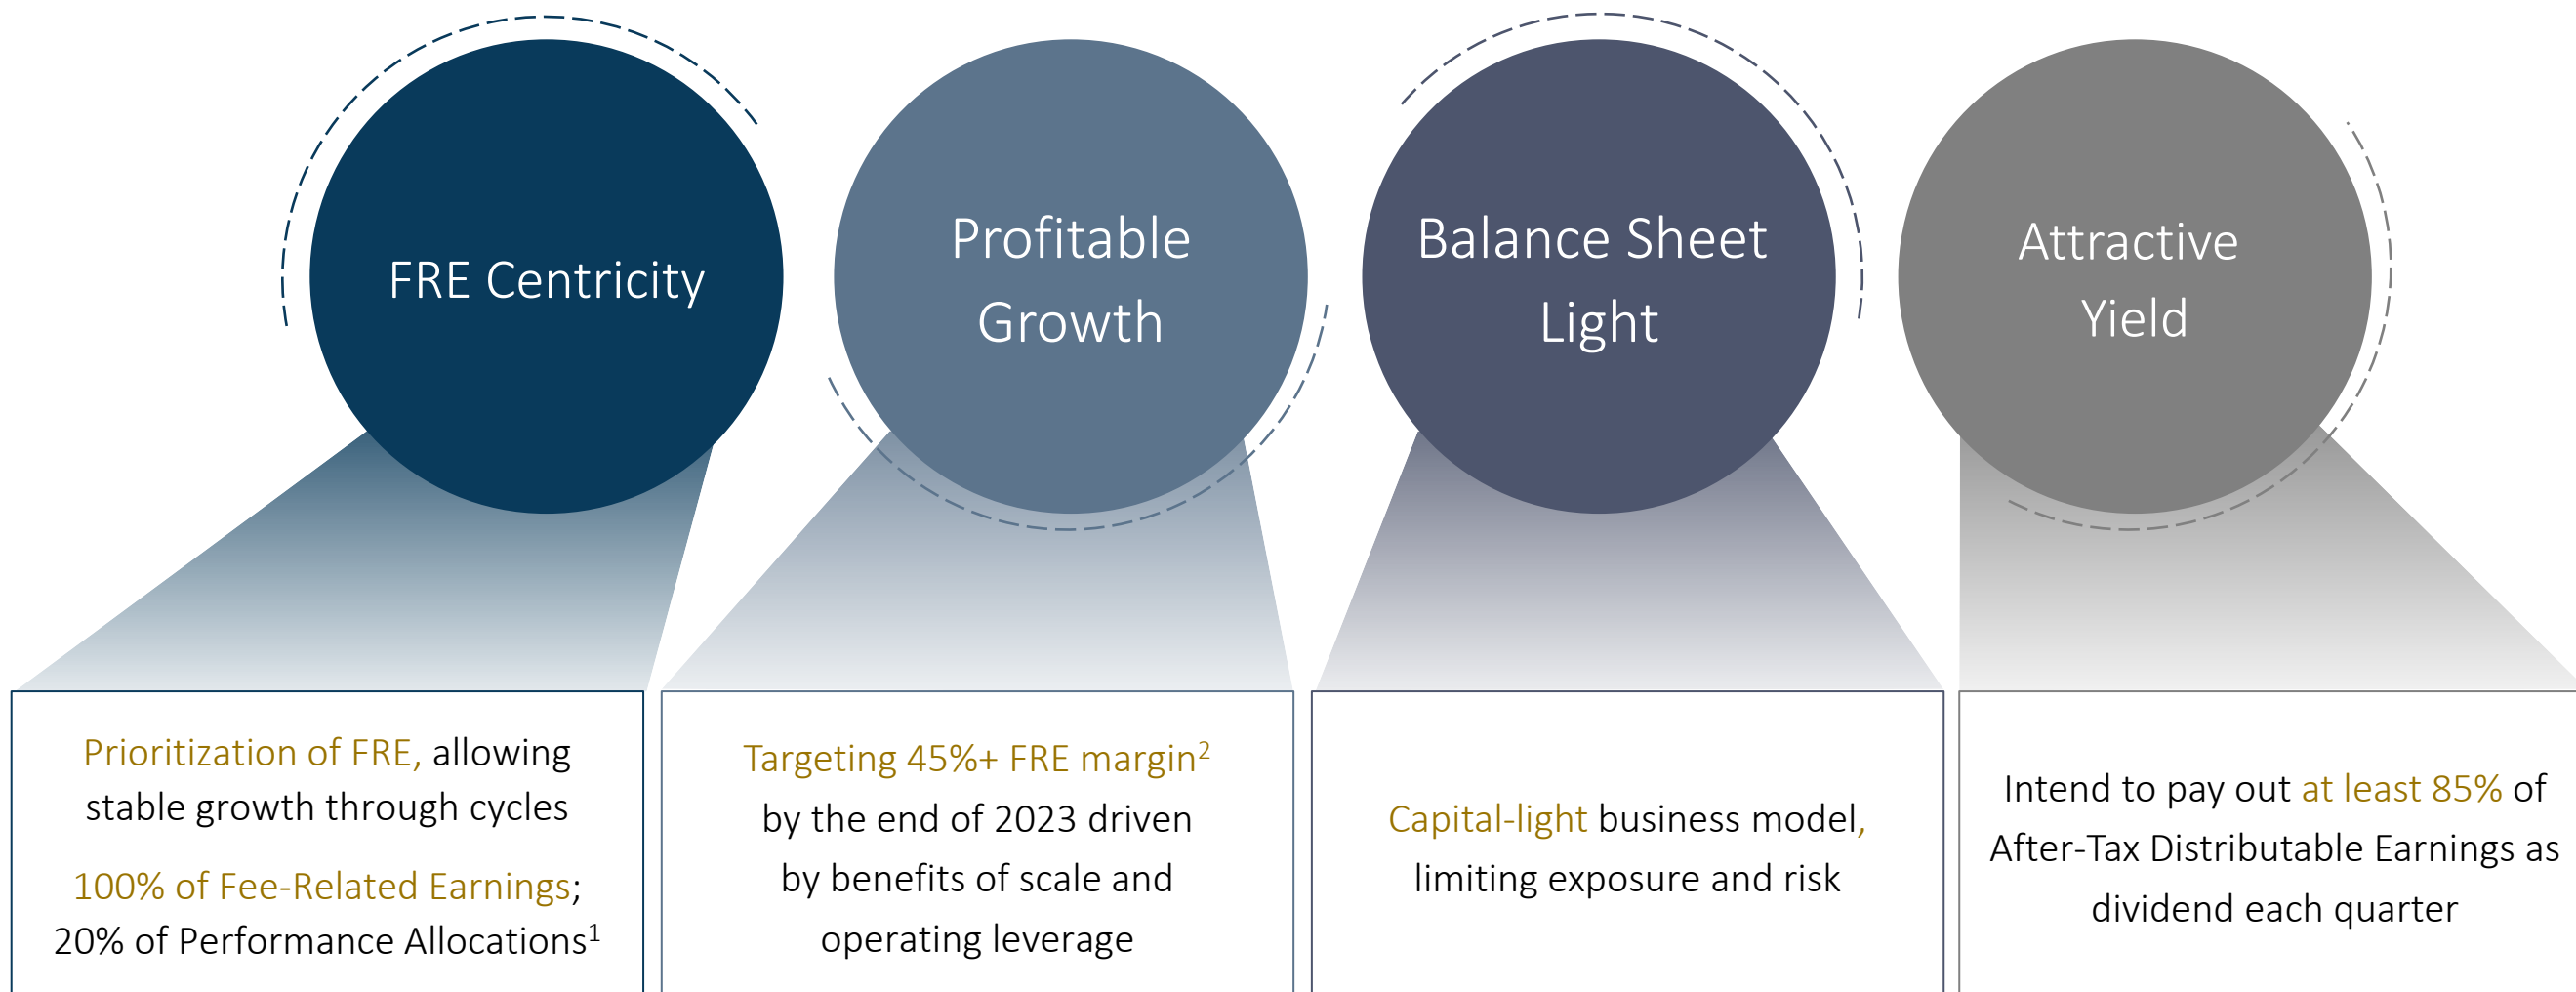 FRE Centricity
Profitable
Growth
Balance Sheet
Light
Attractive
Yield
Prioritization of FRE, allowing
stable growth through cycles
100% of Fee-Related Earnings;
20% of Performance Allocations¹
Targeting 45%+ FRE margin²
by the end of 2023 driven
by benefits of scale and
operating leverage
Capital-light business model,
limiting exposure and risk
Intend to pay out at least 85% of
After-Tax Distributable Earnings as
dividend each quarter